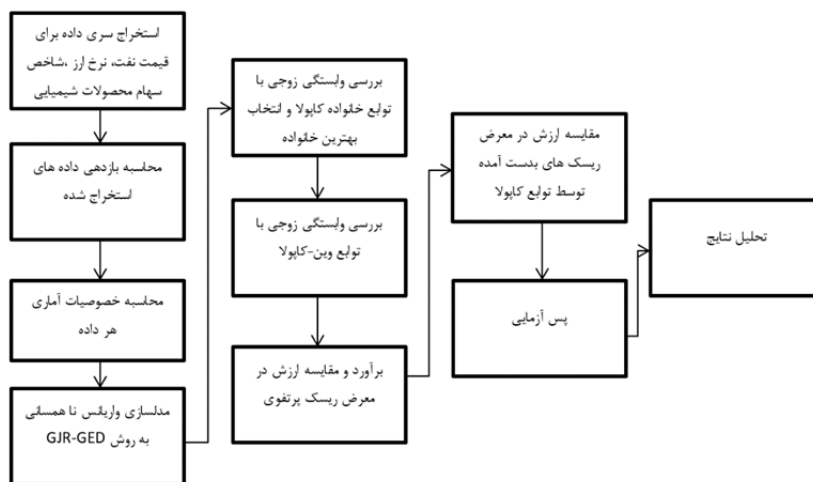 استخراج سری داده برای
قیمت نفت، نرخ ارز ،شاخص
سهام محصولات شیمیایی
محاسبه بازدهی داده های
استخراج شده
محاسبه خصوصیات آماری
هر داده
مدلسازی واریانس نا همسانی
به روش GJR-GED
بررسی وابستگی زوجی با
توابع خانواده کاپولا و انتخاب
بهترین خانواده
بررسی وابستگی زوجی با
توابع وین-کاپولا
برآورد و مقایسه ارزش در
معرض ریسک پرتفوی
مقایسه ارزش در معرض
ریسک های بدست آمده
توسط توابع کاپولا
پس آزمایی
تحلیل نتایج